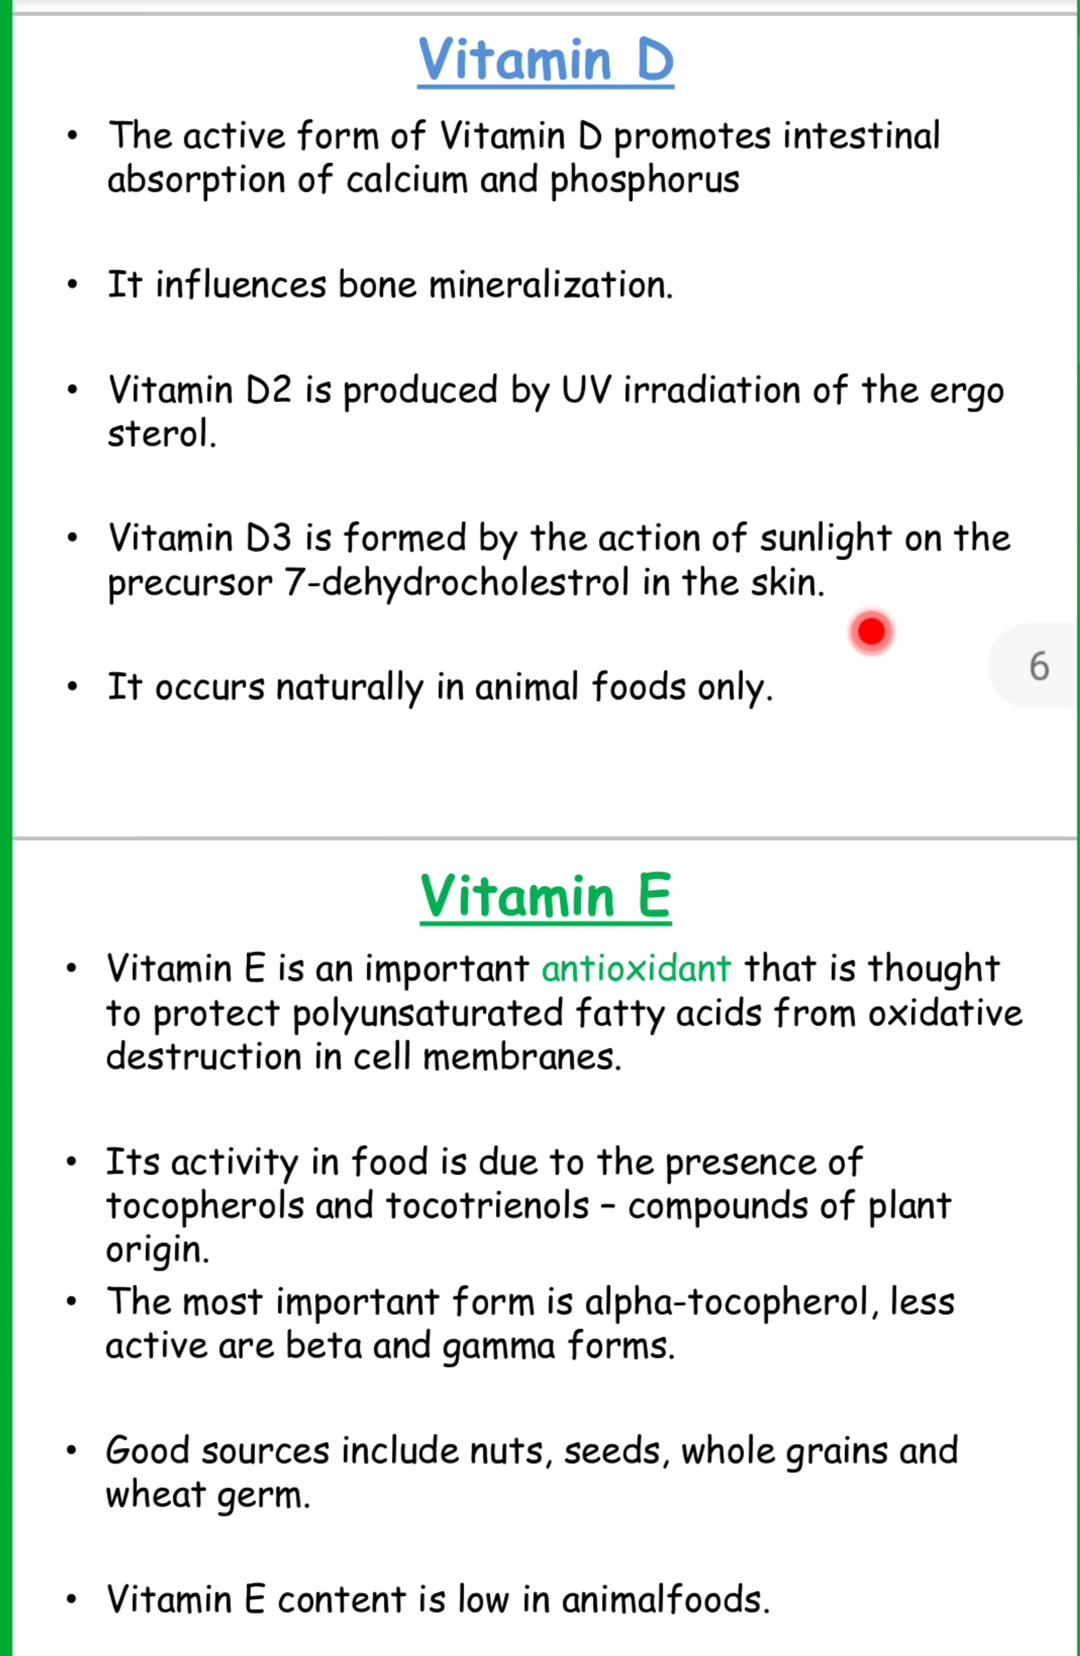 Vitamin D
• The active form of Vitamin D promotes intestinal
absorption of calcium and phosphorus
• It influences bone mineralization.
• Vitamin D2 is produced by UV irradiation of the ergo
sterol.
• Vitamin D3 is formed by the action of sunlight on the
precursor 7-dehydrocholestrol in the skin.
6
• It occurs naturally in animal foods only.
Vitamin E
• Vitamin E is an important antioxidant that is thought
to protect polyunsaturated fatty acids from oxidative
destruction in cell membranes.
• Its activity in food is due to the presence of
tocopherols and tocotrienols – compounds of plant
origin.
• The most important form is alpha-tocopherol, less
active are beta and gamma forms.
• Good sources include nuts, seeds, whole grains and
wheat germ.
• Vitamin E content is low in animalfoods.